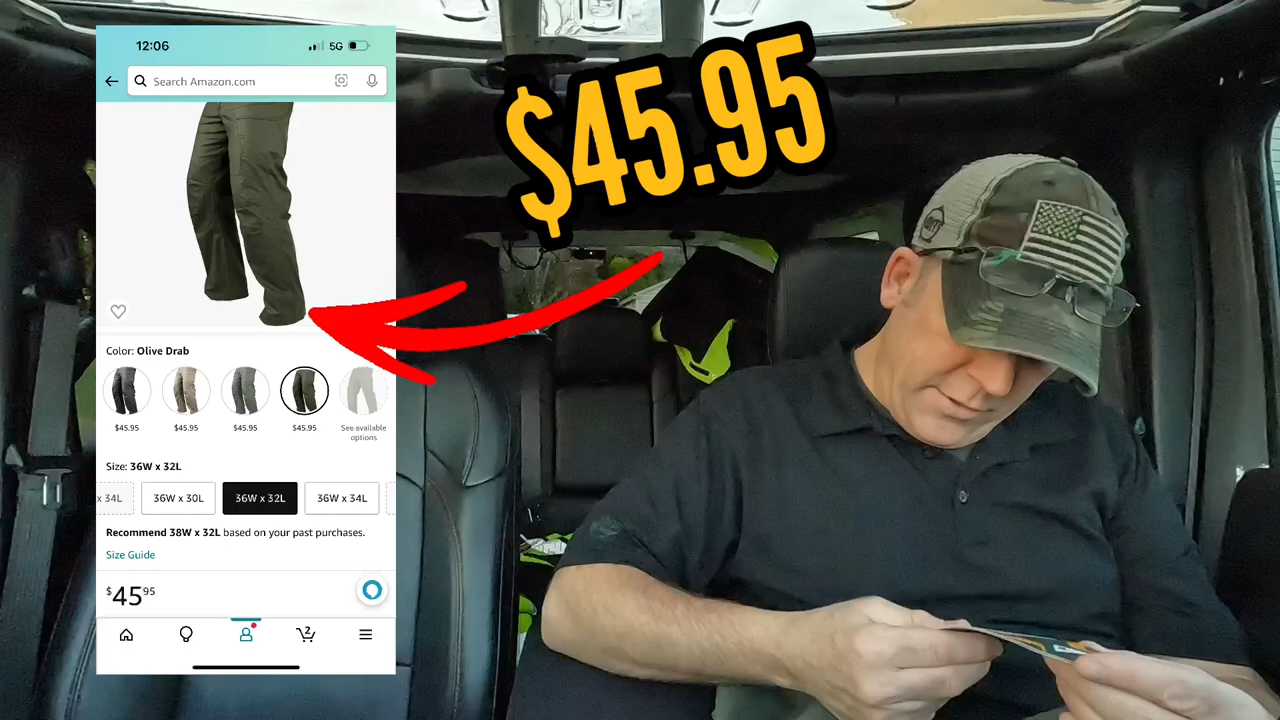 12:06
5G
Search Amazon.com
$45.95
Color: Olive Drab
$45.95
$45.95
$45.95
$45.95
See available
options
Size: 36W x 32L
x 34L
36W x 30L
36W x 32L
36W x 34L
Recommend 38W x 32L based on your past purchases.
Size Guide
$4595
2